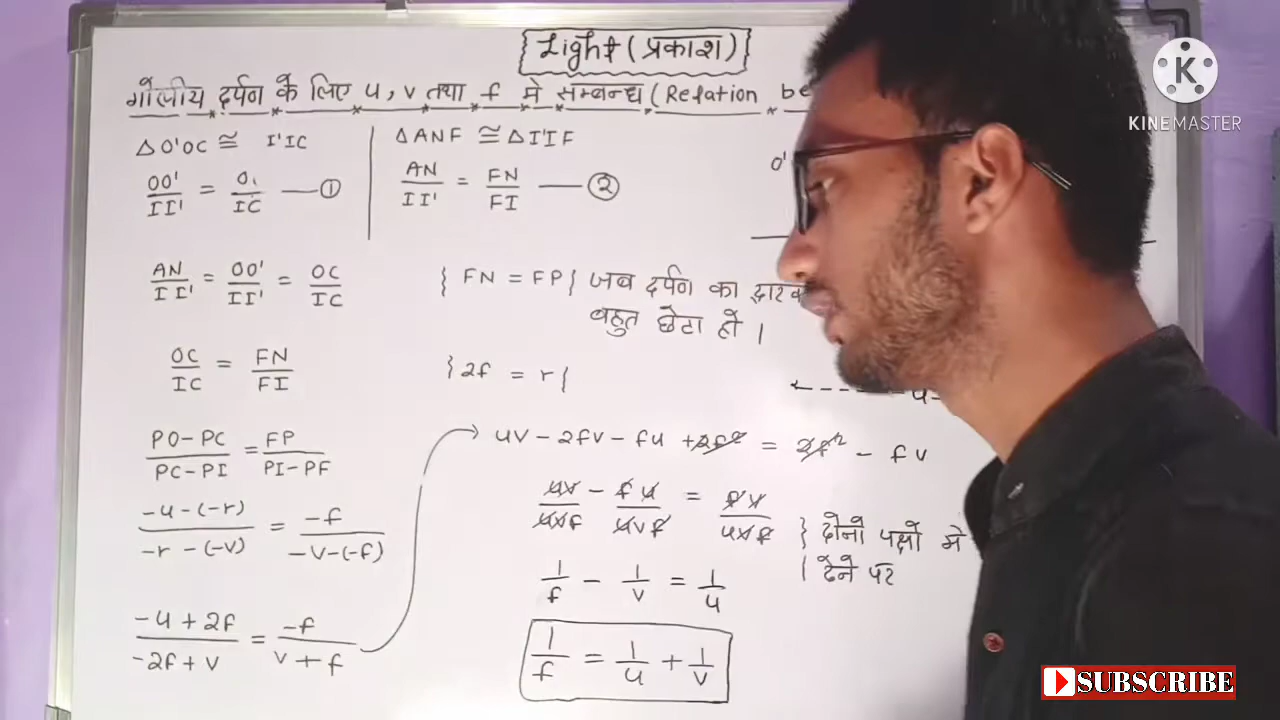 Light (प्रकाश)
गोलीय दर्पण के लिए u, v तथा f मे सम्बन्ध (Relation be
ΔO'OC ≅ I'IC
OO'/II' = O/IC —— ①
ΔANF ≅ ΔI'IF
AN/II' = FN/FI —— ②
O'
AN/II' = OO'/II' = OC/IC
{ FN = FP } जब दर्पण का द्वारक
बहुत छोटा हो |
OC/IC = FN/FI
{ 2f = r }
u
PO-PC/PC-PI = FP/PI-PF
-u-(-r)/-r-(-v) = -f/-v-(-f)
-u+2f/-2f+v = -f/v+f
uv - 2fv - fu + 2f² = 2f² - fv
uv/uvf - fu/uvf = fv/uvf
} दोनो पक्षो मे
देने पर
1/f - 1/v = 1/u
1/f = 1/u + 1/v
KINEMASTER
SUBSCRIBE